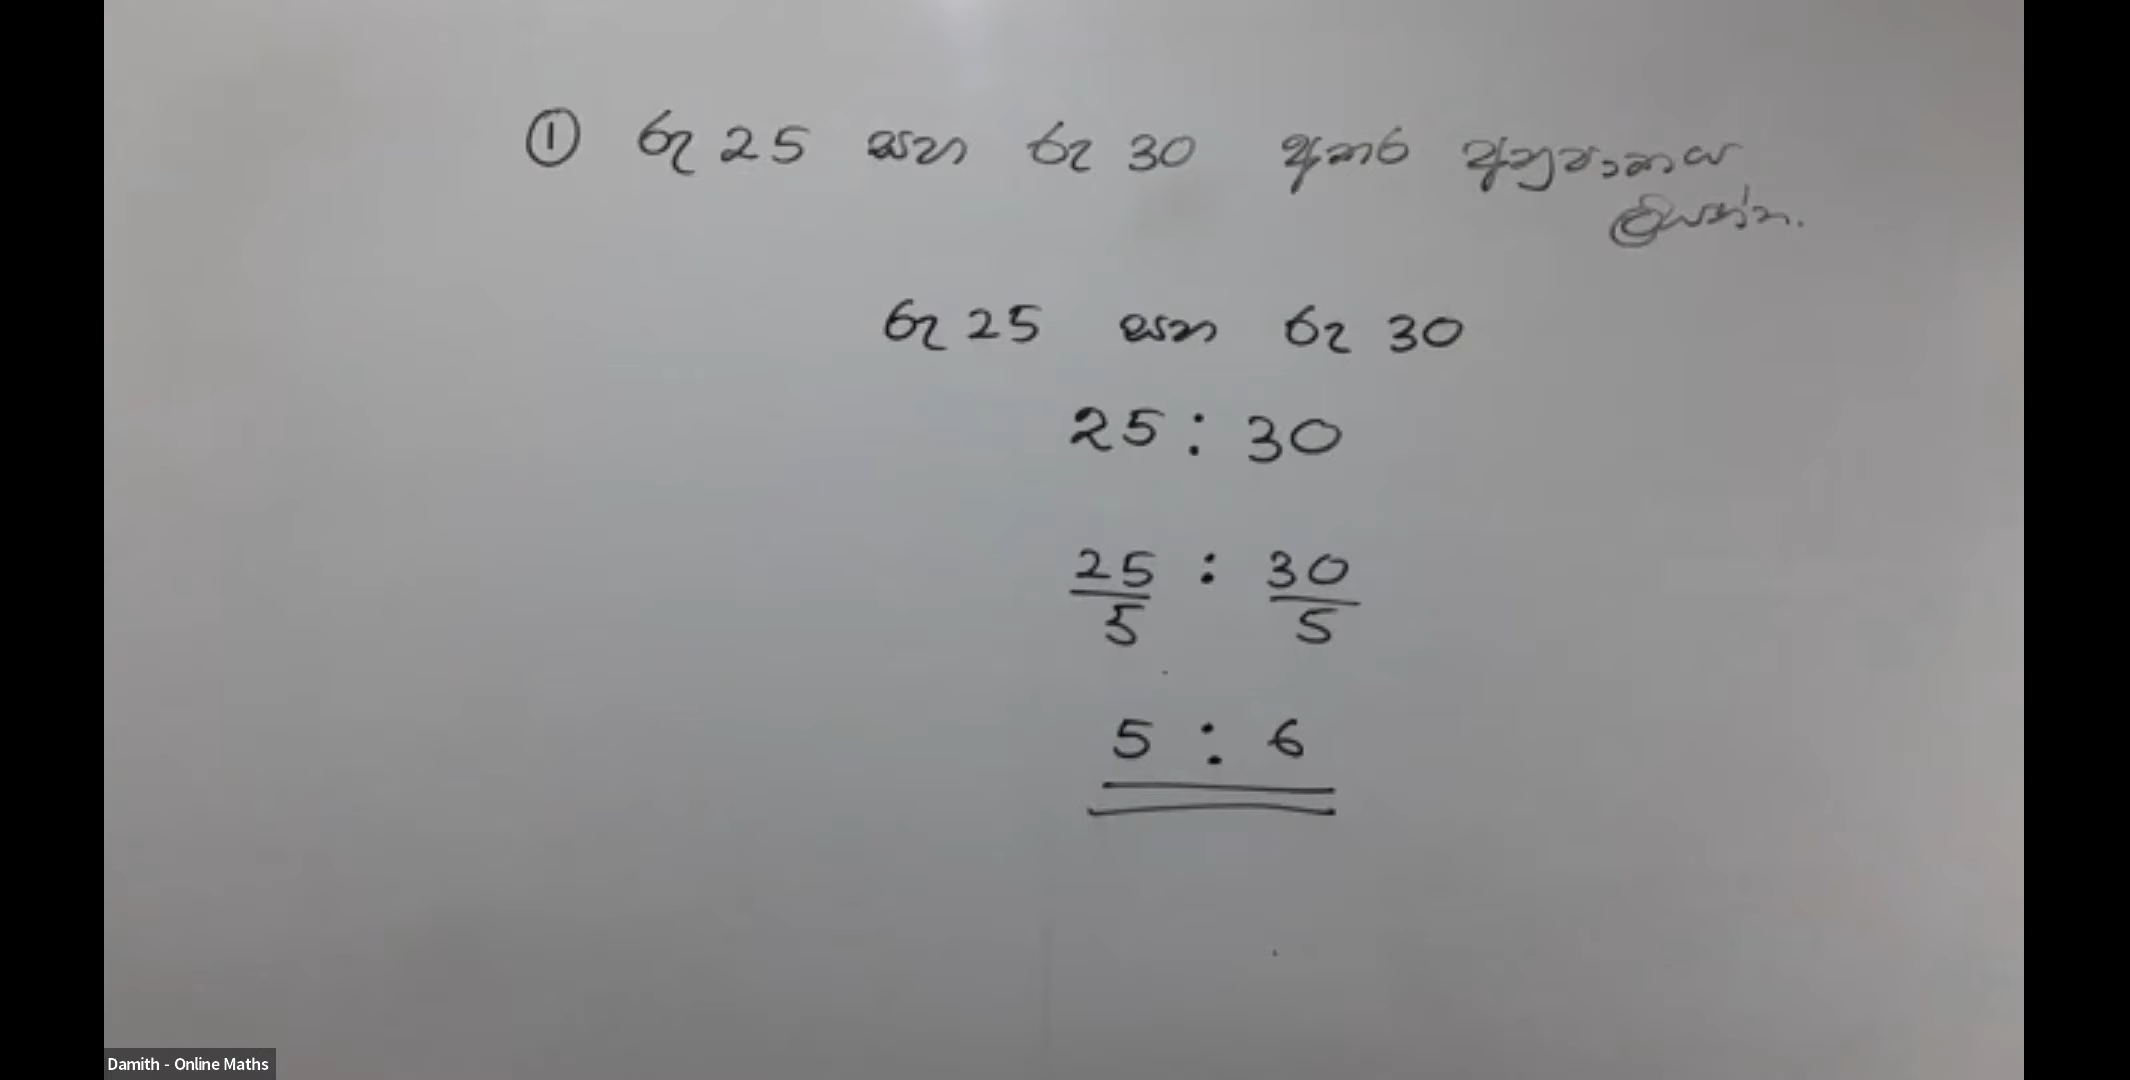 ① රු 25 සහ රු 30 අතර අනුපාතය
ලියන්න.
රු 25 සහ රු 30
25 : 30
25/5 : 30/5
5 : 6
Damith - Online Maths